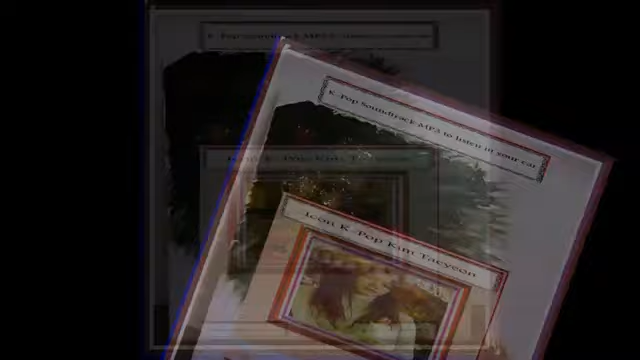 K. Pop Soundtrack MP3 to listen in your car
Icon K. Pop Kim Taeyeon